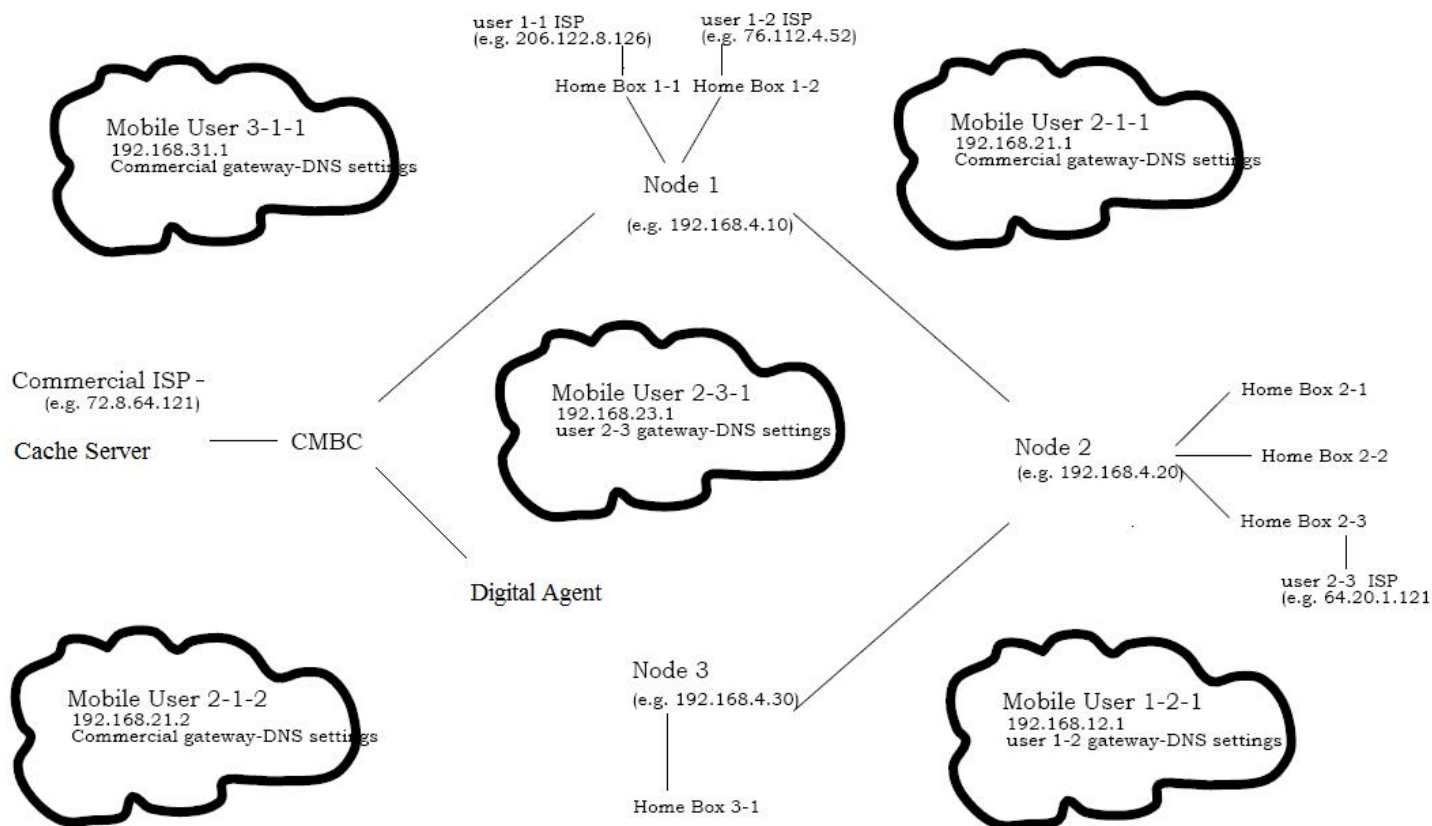 user 1-1 ISP
(e.g. 206.122.8.126)
user 1-2 ISP
(e.g. 76.112.4.52)
Home Box 1-1
Home Box 1-2
Mobile User 3-1-1
192.168.31.1
Commercial gateway-DNS settings
Mobile User 2-1-1
192.168.21.1
Commercial gateway-DNS settings
Node 1
(e.g. 192.168.4.10)
Commercial ISP -
(e.g. 72.8.64.121)
Cache Server
CMBC
Mobile User 2-3-1
192.168.23.1
user 2-3 gateway-DNS settings
Node 2
(e.g. 192.168.4.20)
Home Box 2-1
Home Box 2-2
Home Box 2-3
user 2-3 ISP
(e.g. 64.20.1.121
Digital Agent
Mobile User 2-1-2
192.168.21.2
Commercial gateway-DNS settings
Node 3
(e.g. 192.168.4.30)
Home Box 3-1
Mobile User 1-2-1
192.168.12.1
user 1-2 gateway-DNS settings